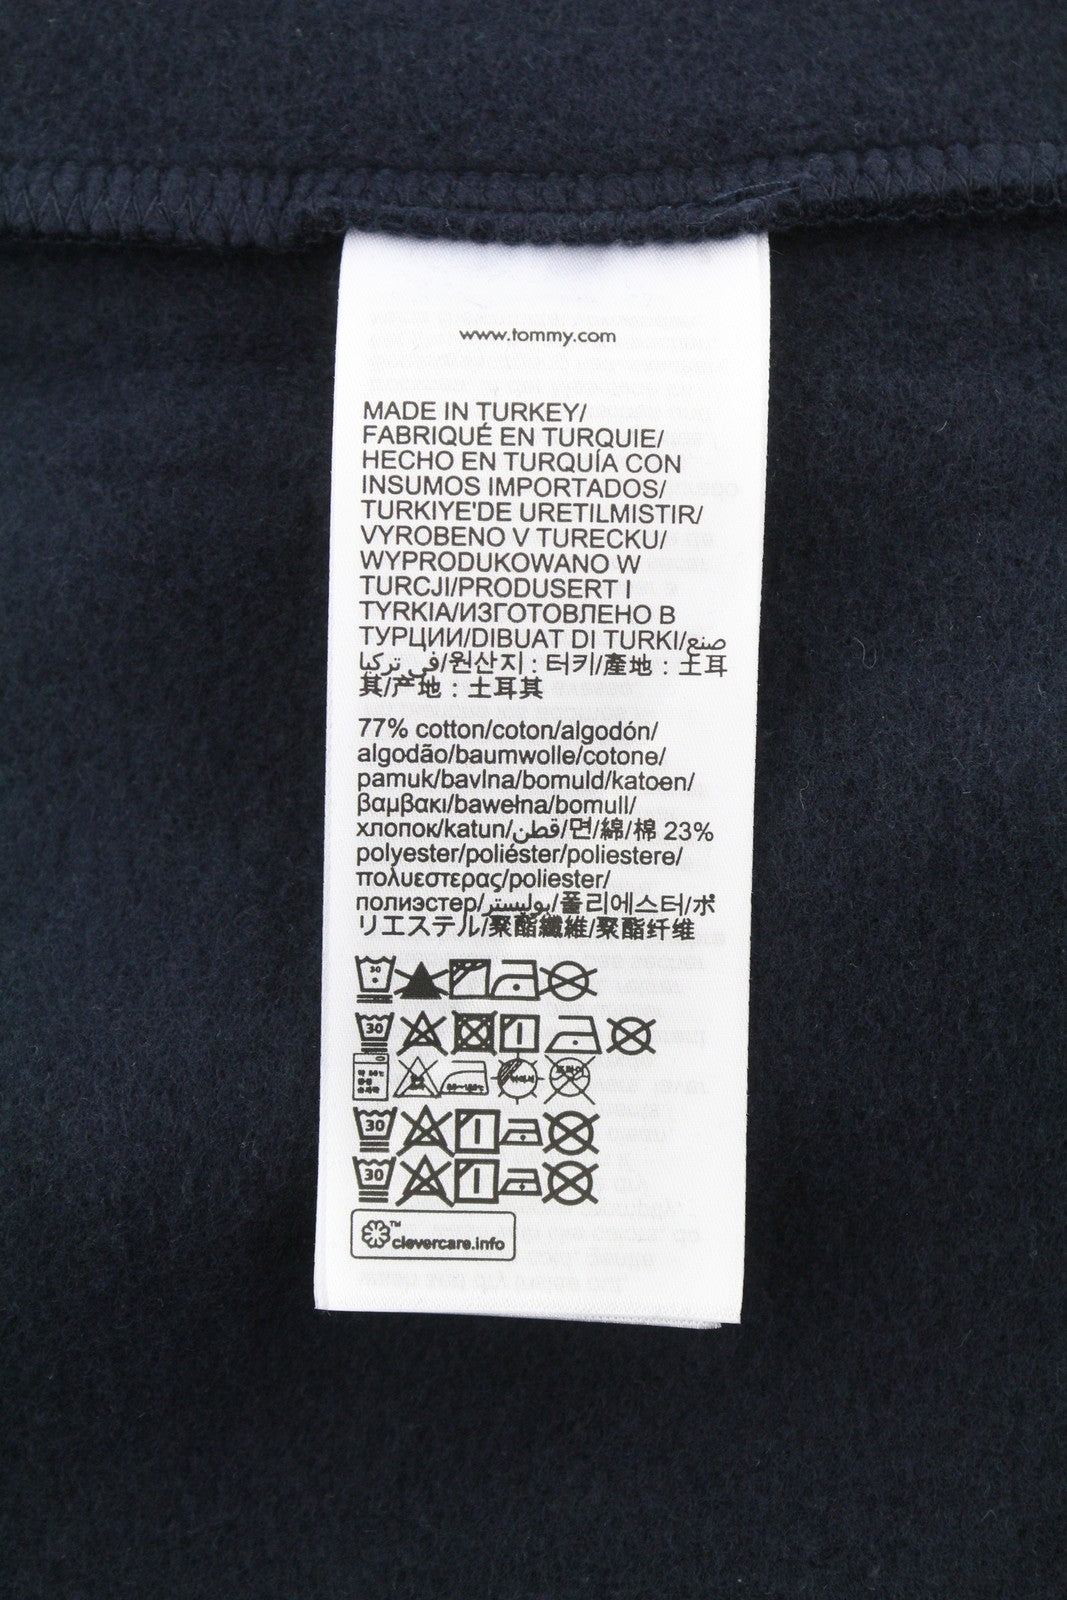 www.tommy.com
MADE IN TURKEY/
FABRIQUÉ EN TURQUIE/
HECHO EN TURQUÍA CON
INSUMOS IMPORTADOS/
TURKIYE'DE URETILMISTIR/
VYROBENO V TURECKU/
WYPRODUKOWANO W
TURCJI/PRODUSERT I
TYRKIA/ИЗГОТОВЛЕНО В
ТУРЦИИ/DIBUAT DI TURKI/صنع
في تركيا/원산지 : 터키/產地 : 土耳
其/产地 : 土耳其
77% cotton/coton/algodón/
algodão/baumwolle/cotone/
pamuk/bavlna/bomuld/katoen/
βαμβακι/bawełna/bomull/
хлопок/katun/قطن/면/綿/棉 23%
polyester/poliéster/poliestere/
πολυεστερας/poliester/
полиэстер/بوليستر/폴리에스터/ポ
リエステル/聚酯纖維/聚酯纤维
30
30
30
30
™
clevercare.info